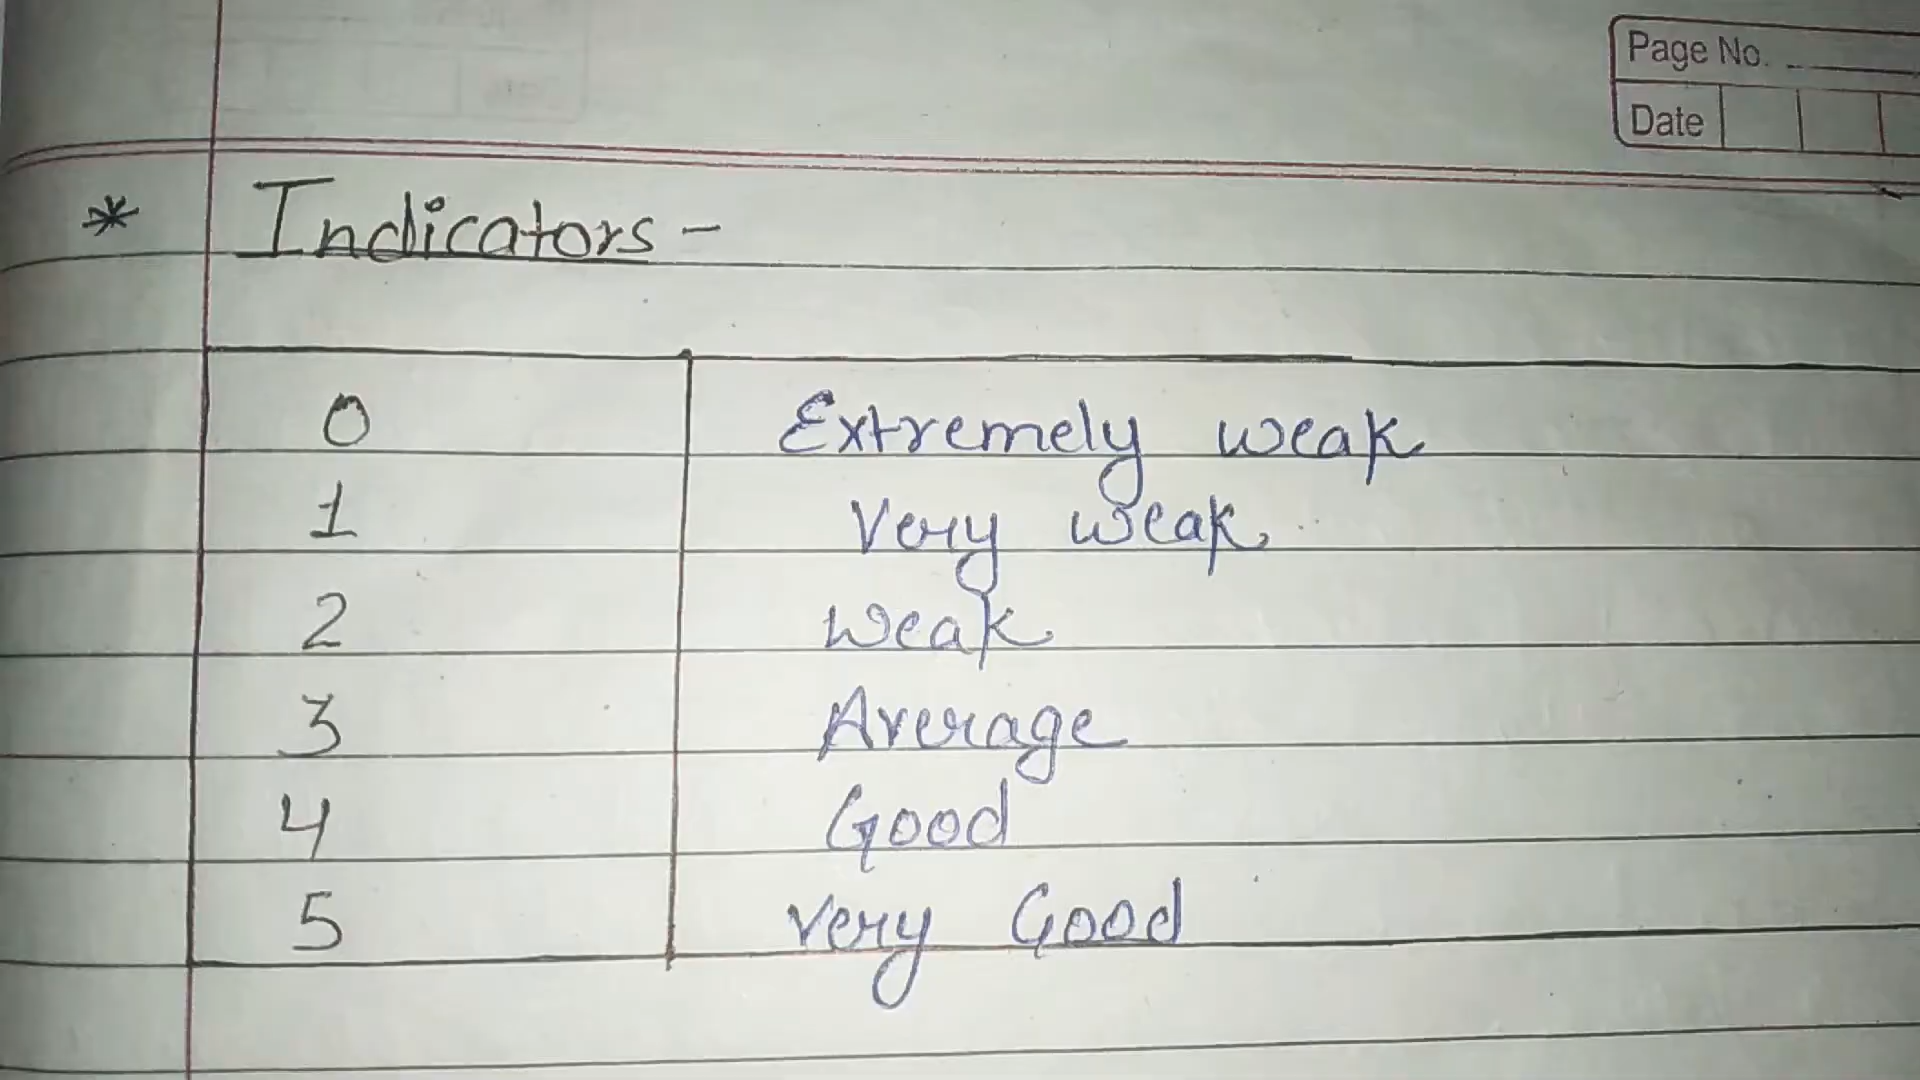 Page No.
Date
* Indicators -
0 Extremely weak
1 Very weak
2 Weak
3 Average
4 Good
5 Very Good